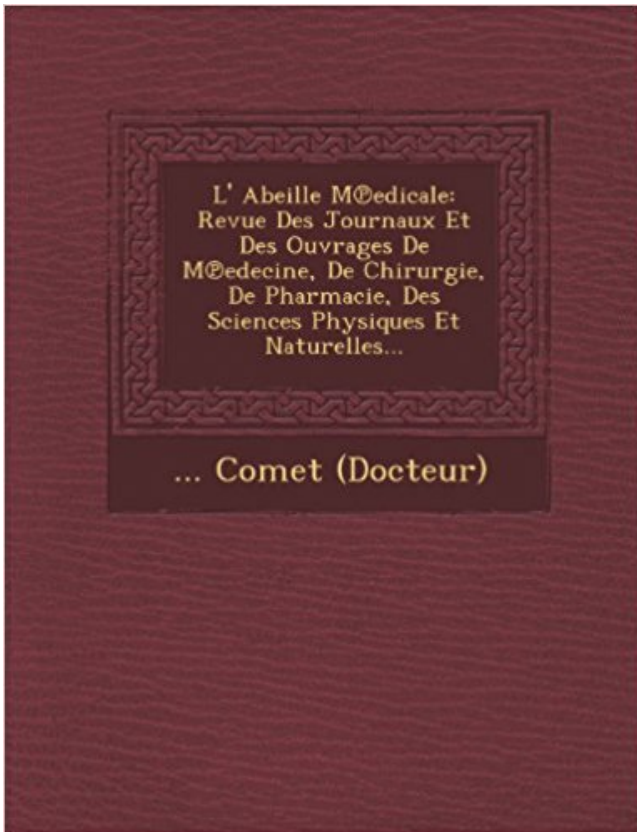 L' Abeille M℗edicale:
Revue Des Journaux Et
Des Ouvrages De
M℗edecine, De Chirurgie,
De Pharmacie, Des
Sciences Physiques Et
Naturelles...
... Comet (Docteur)